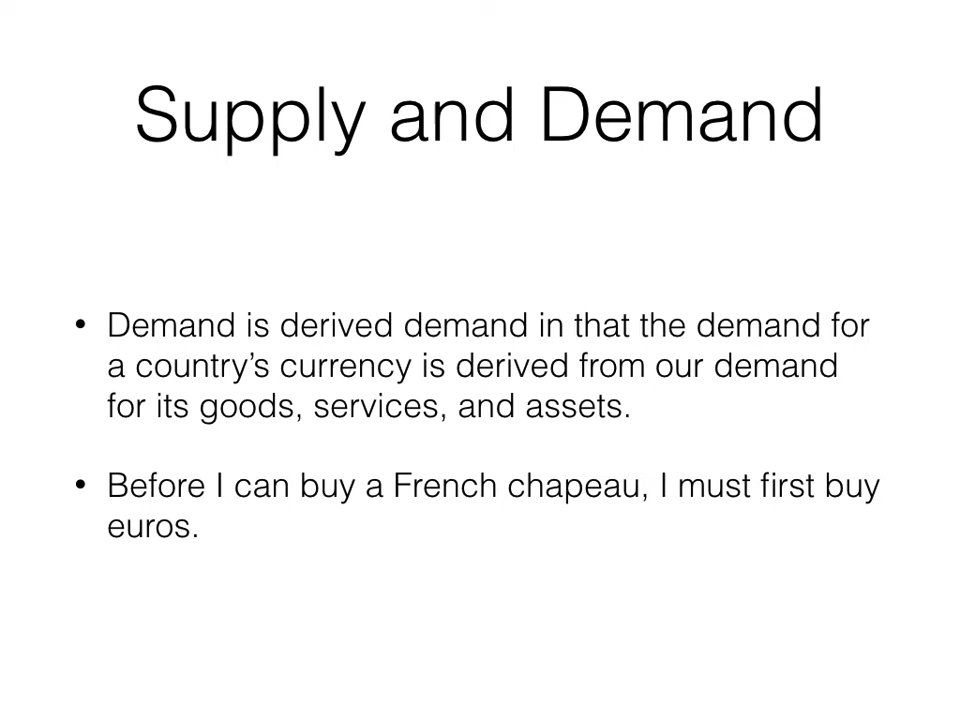 Supply and Demand
• Demand is derived demand in that the demand for
a country’s currency is derived from our demand
for its goods, services, and assets.
• Before I can buy a French chapeau, I must first buy
euros.